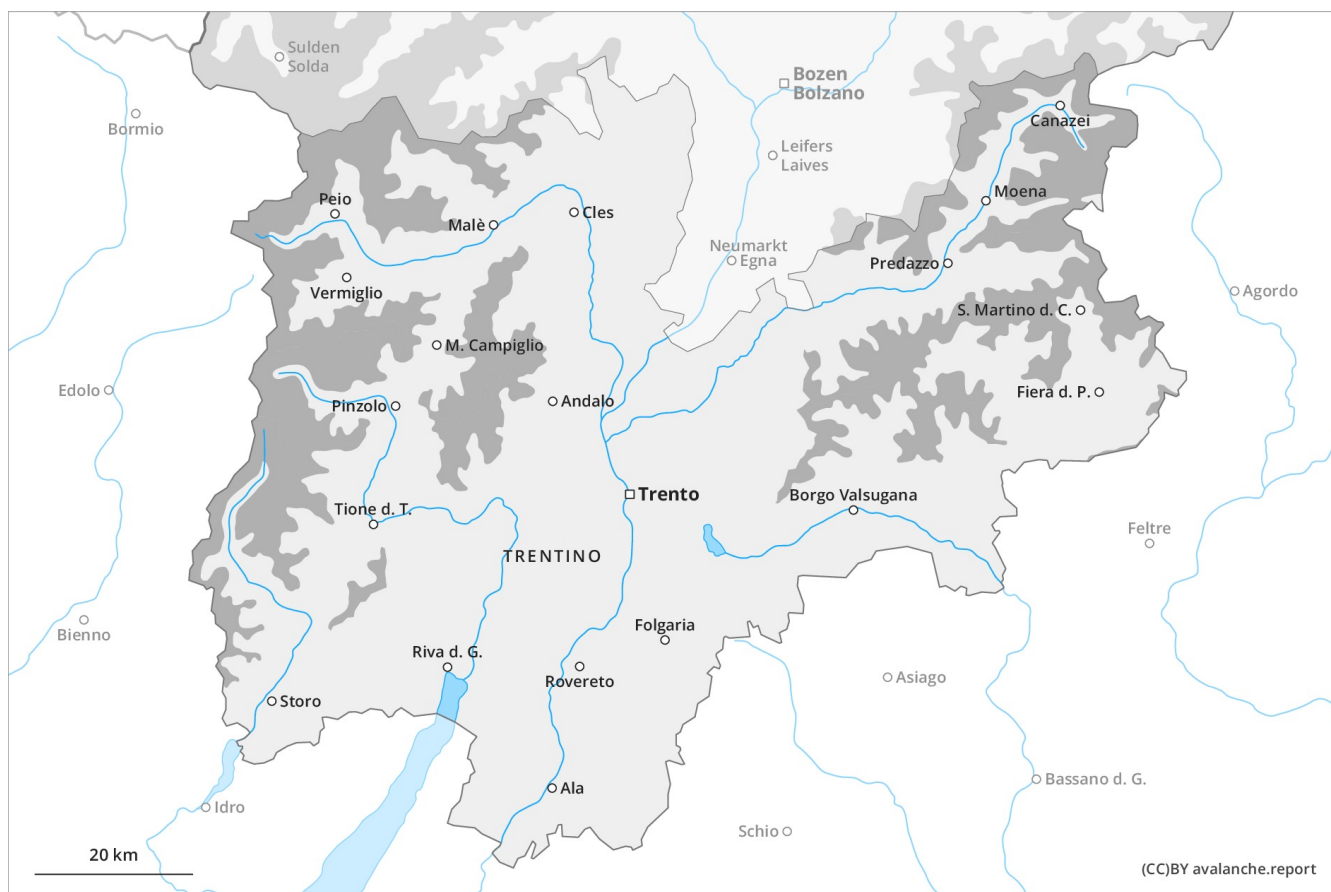 Sulden
Solda
Bozen
Bolzano
Bormio
Canazei
Leifers
Laives
Peio
Moena
Malè
Cles
Neumarkt
Egna
Predazzo
Vermiglio
Agordo
S. Martino d. C.
M. Campiglio
Edolo
Fiera d. P.
Pinzolo
Andalo
Trento
Borgo Valsugana
Tione d. T.
Feltre
TRENTINO
Bienno
Folgaria
Riva d. G.
Rovereto
Asiago
Storo
Bassano d. G.
Ala
Idro
Schio
20 km
(CC)BY avalanche.report